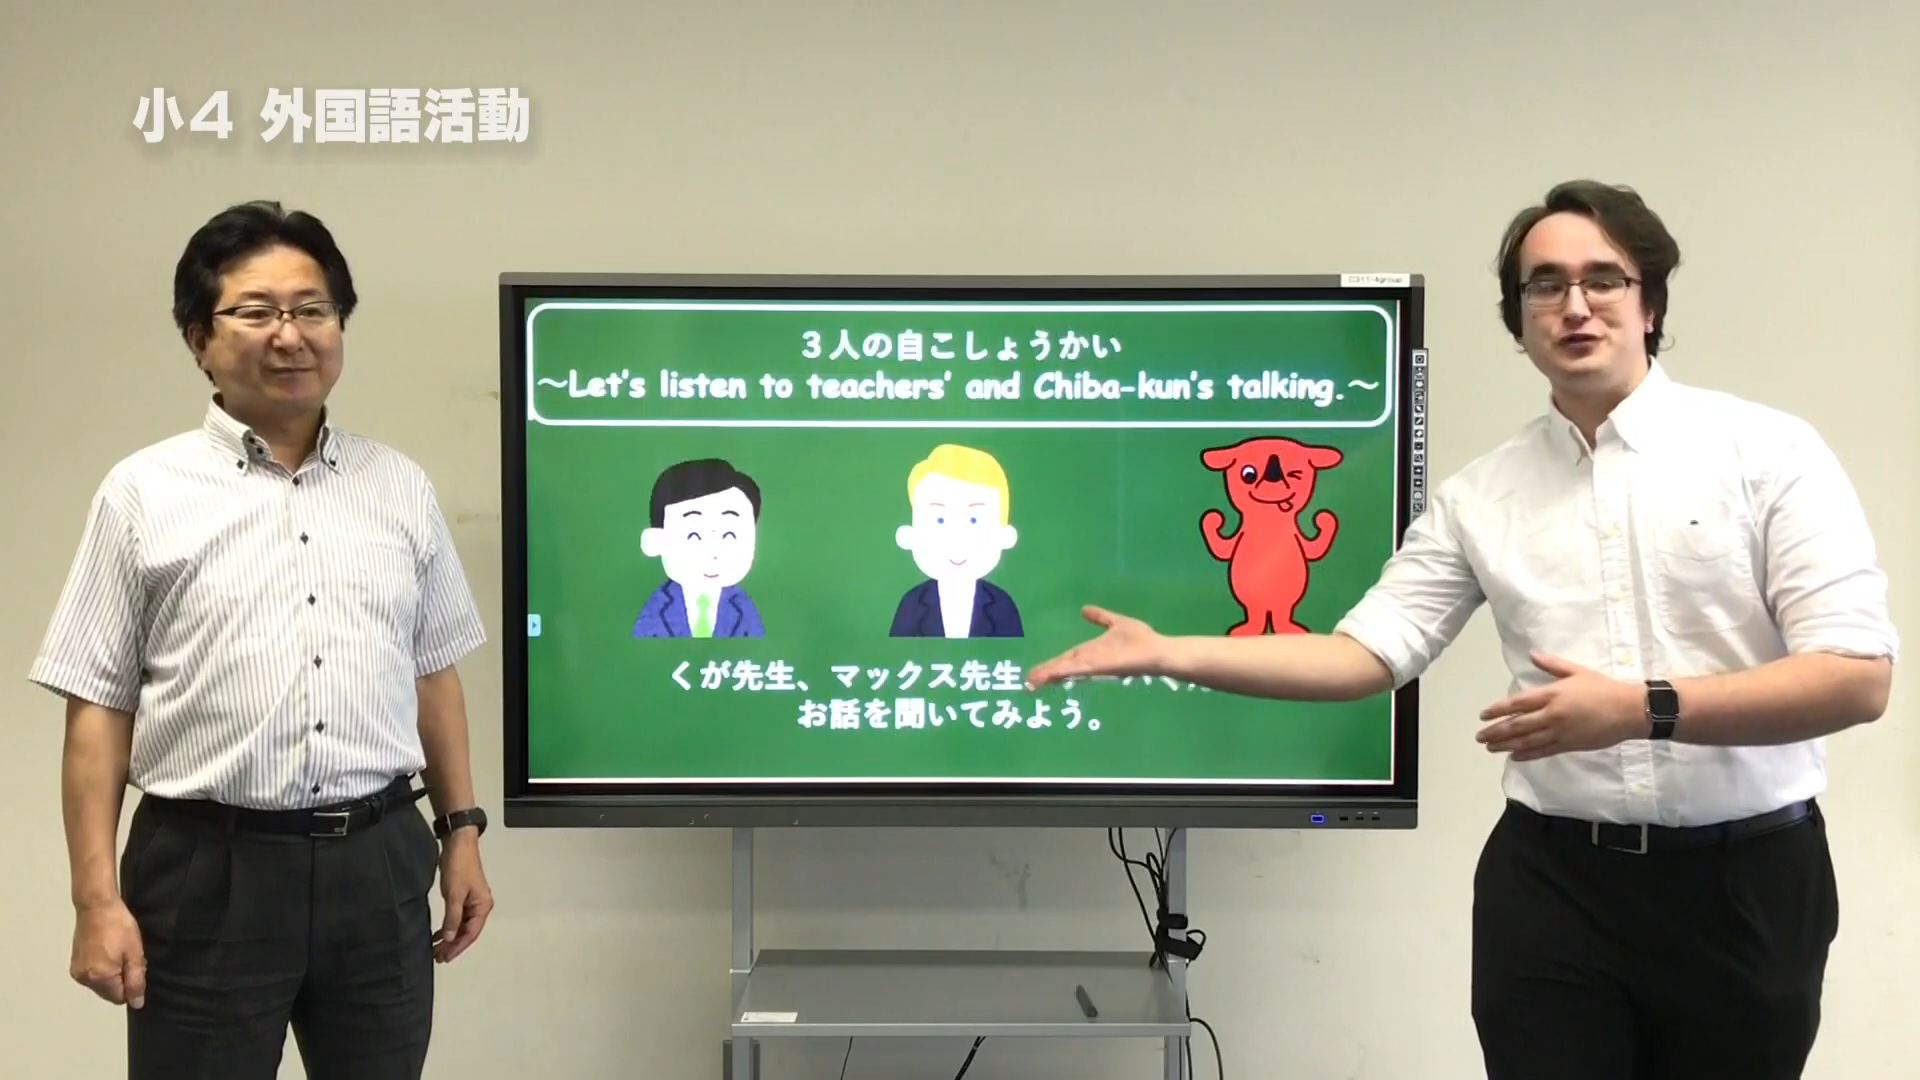 小4 外国語活動
3人の自こしょうかい
～Let's listen to teachers' and Chiba-kun's talking.～
くが先生、マックス先生、
お話を聞いてみよう。